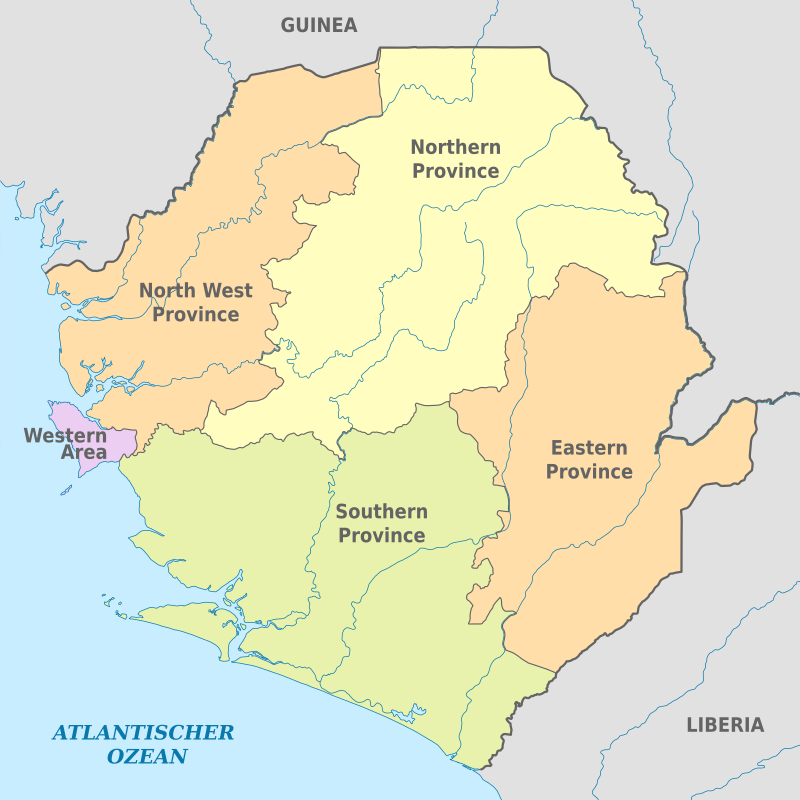 GUINEA
Northern
Province
North West
Province
Western
Area
Eastern
Province
Southern
Province
LIBERIA
ATLANTISCHER
OZEAN